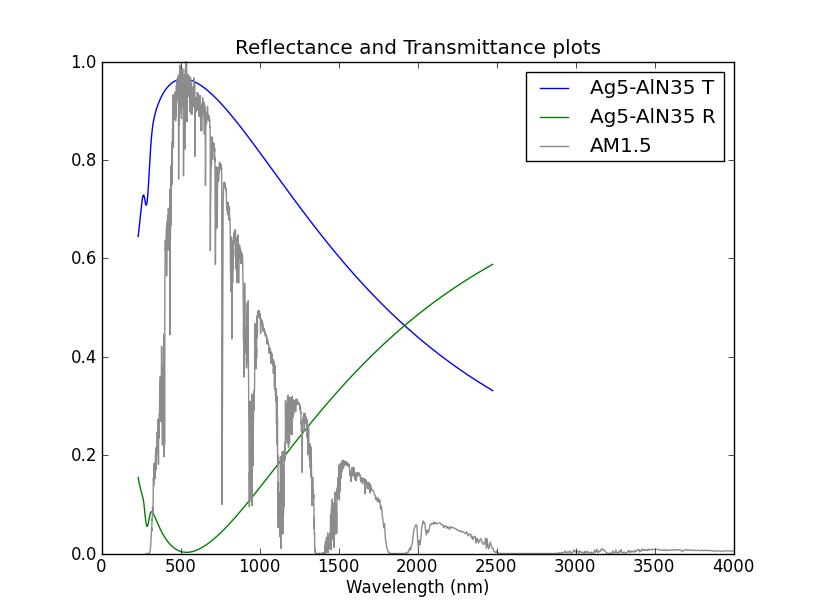 Reflectance and Transmittance plots
1.0
0.8
0.6
0.4
0.2
0.0
Ag5-AlN35 T
Ag5-AlN35 R
AM1.5
0 500 1000 1500 2000 2500 3000 3500 4000
Wavelength (nm)